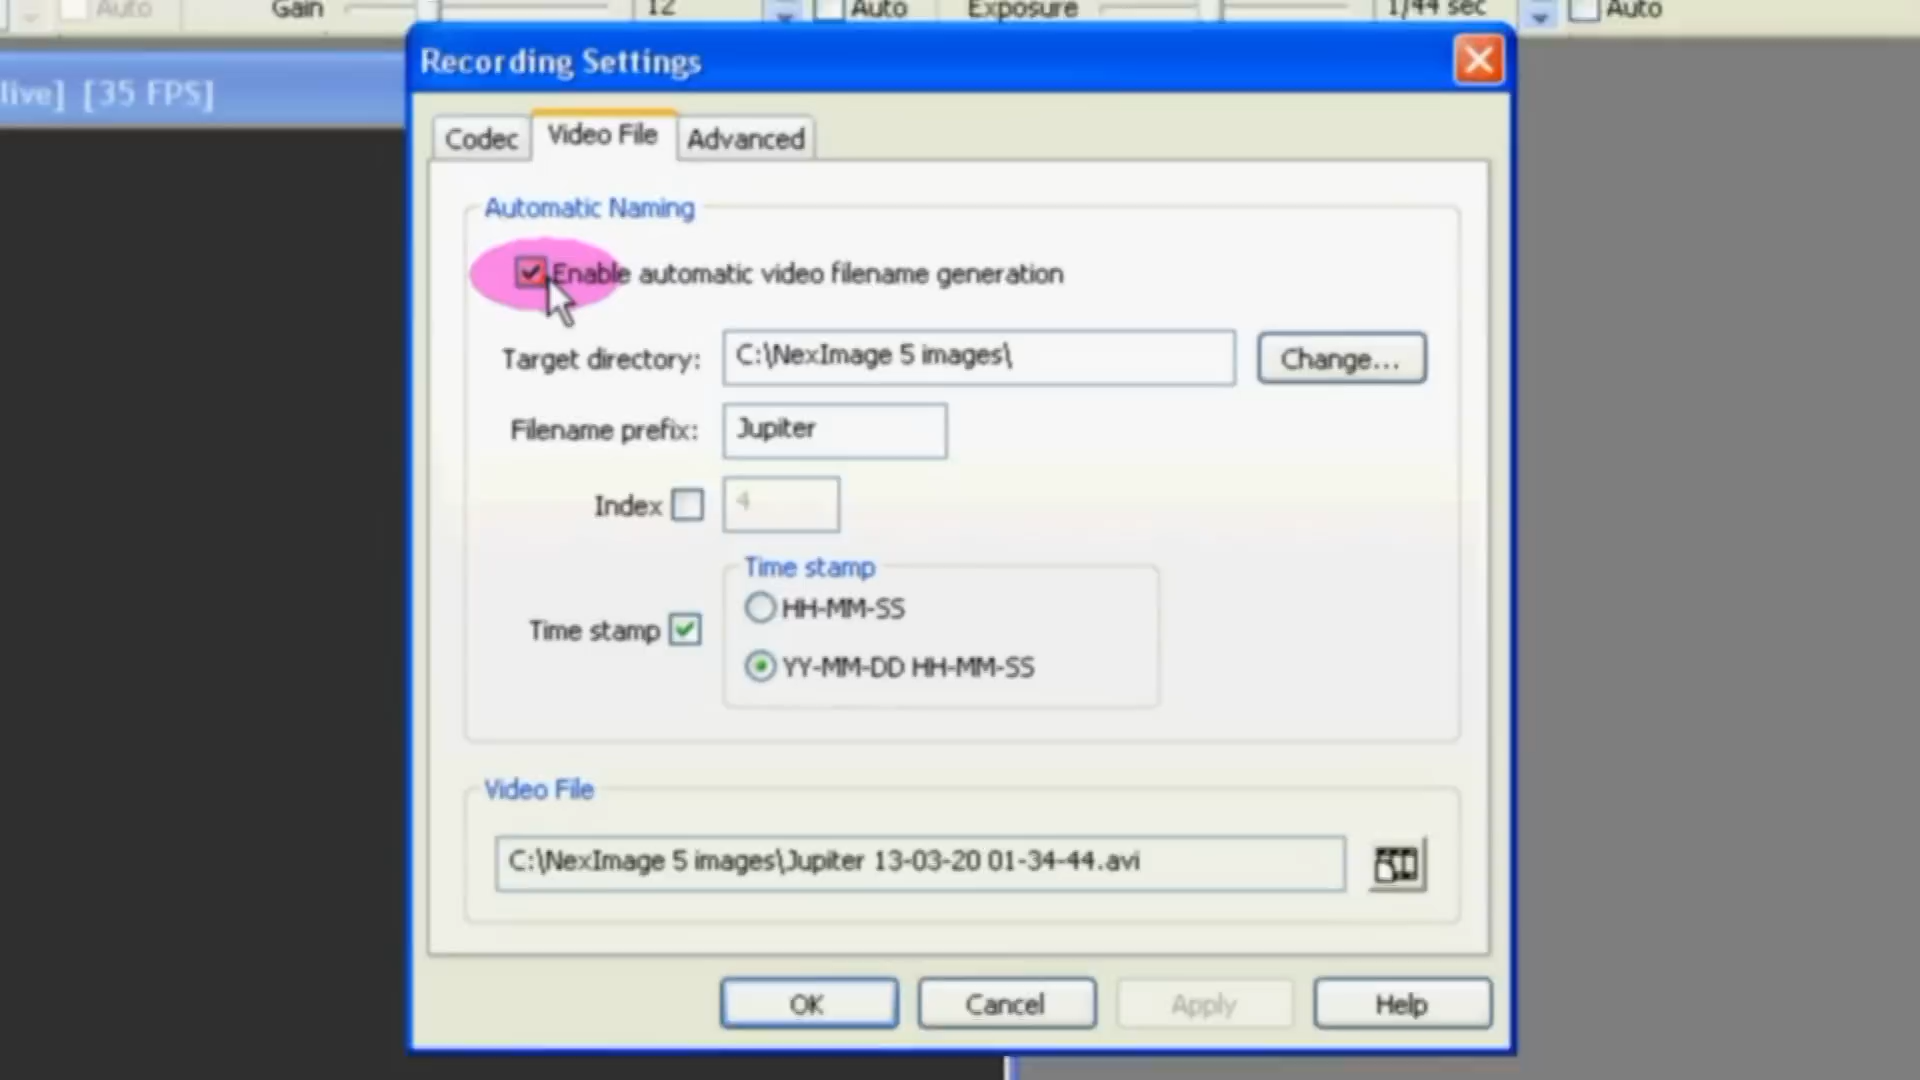 Auto Gain 12 Auto Exposure 1/44 sec Auto
live] [35 FPS]
Recording Settings
Codec Video File Advanced
Automatic Naming
Enable automatic video filename generation
Target directory: C:\NexImage 5 images\ Change...
Filename prefix: Jupiter
Index 4
Time stamp
HH-MM-SS
Time stamp
YY-MM-DD HH-MM-SS
Video File
C:\NexImage 5 images\Jupiter 13-03-20 01-34-44.avi
OK Cancel Apply Help